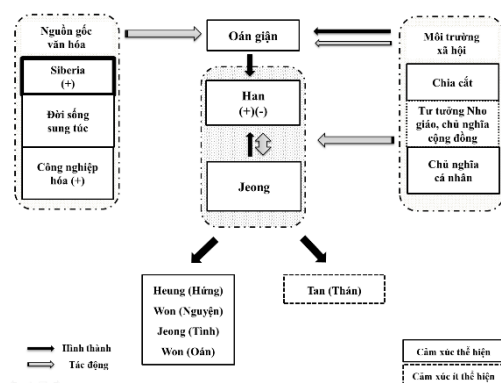 Nguồn gốc
văn hóa
Siberia
(+)
Đời sống
sung túc
Công nghiệp
hóa (+)
Oán giận
Han
(+)(-)
Jeong
Môi trường
xã hội
Chia cắt
Tư tưởng Nho
giáo, chủ nghĩa
cộng đồng
Chủ nghĩa
cá nhân
Heung (Hứng)
Won (Nguyện)
Jeong (Tình)
Won (Oán)
Tan (Thán)
Hình thành
Tác động
Cảm xúc thể hiện
Cảm xúc ít thể hiện